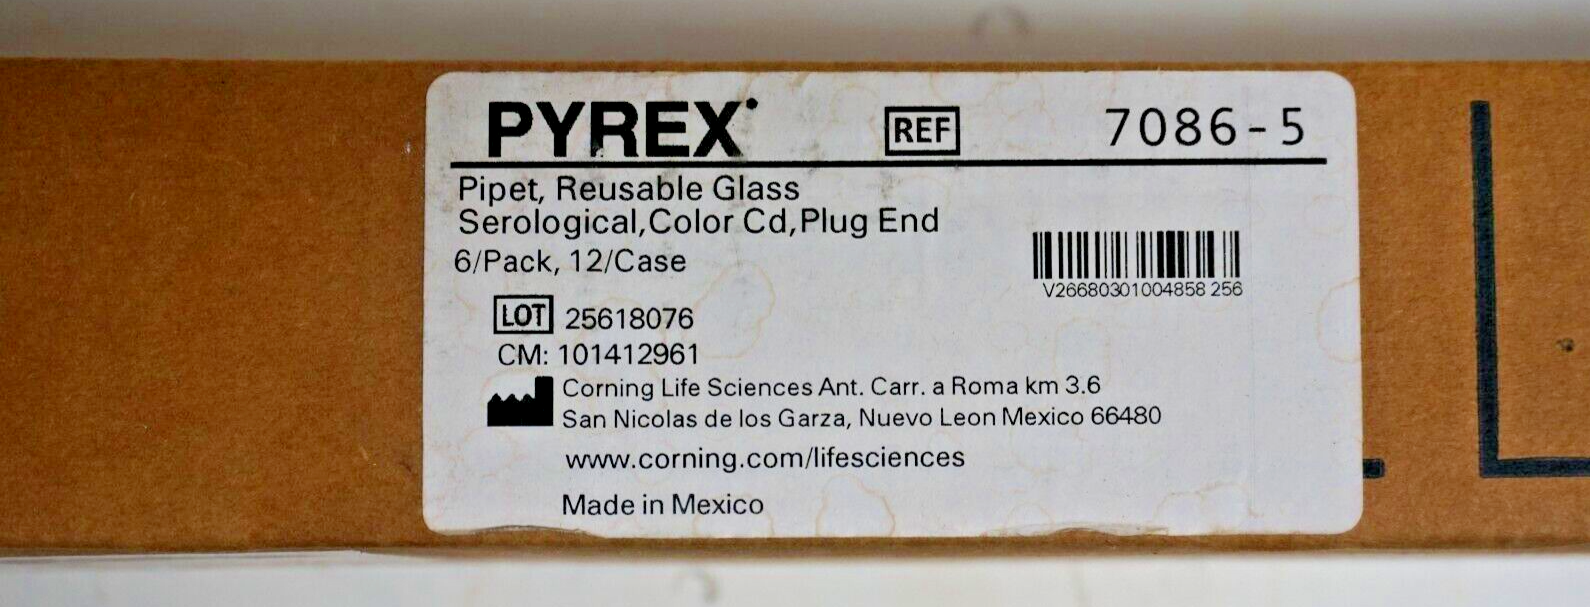 PYREX REF 7086-5
Pipet, Reusable Glass
Serological,Color Cd,Plug End
6/Pack, 12/Case
V26680301004858 256
LOT 25618076
CM: 101412961
Corning Life Sciences Ant. Carr. a Roma km 3.6
San Nicolas de los Garza, Nuevo Leon Mexico 66480
www.corning.com/lifesciences
Made in Mexico